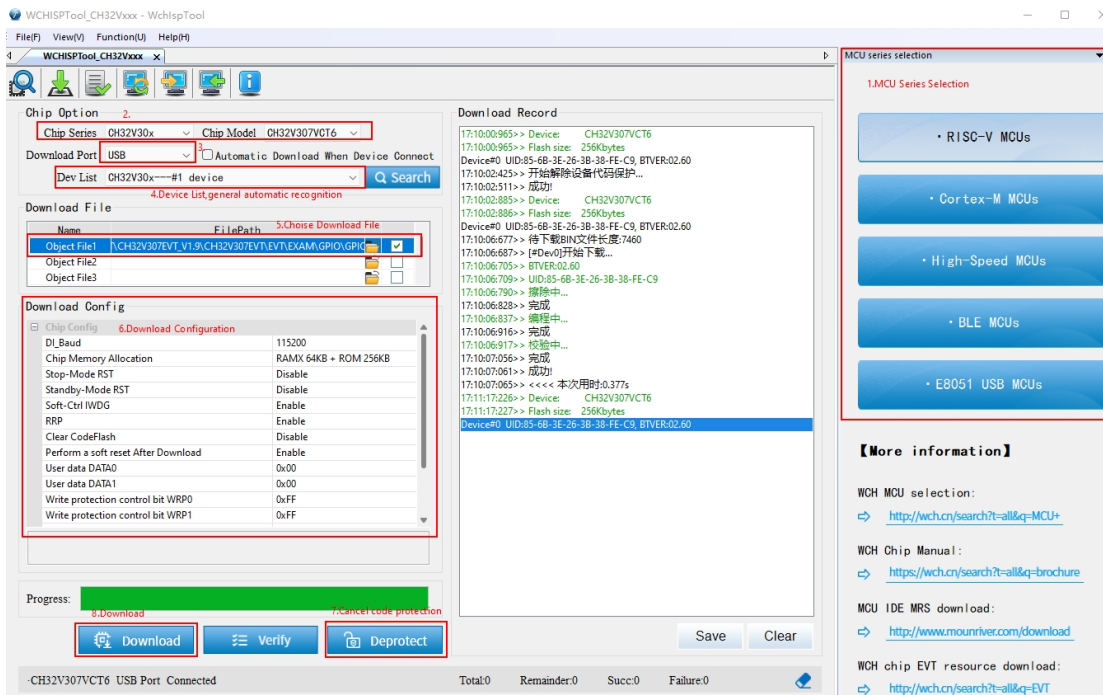 WCHISPTool_CH32Vxxx - WchIspTool
File(F) View(V) Function(U) Help(H)
WCHISPTool_CH32Vxxx x
MCU series selection
1.MCU Series Selection
· RISC-V MCUs
· Cortex-M MCUs
· High-Speed MCUs
· BLE MCUs
· E8051 USB MCUs
【More information】
WCH MCU selection:
http://wch.cn/search?t=all&q=MCU+
WCH Chip Manual:
https://wch.cn/search?t=all&q=brochure
MCU IDE MRS download:
http://www.mounriver.com/download
WCH chip EVT resource download:
http://wch.cn/search?t=all&q=EVT
Chip Option 2.
Chip Series CH32V30x Chip Model CH32V307VCT6
Download Port USB 3. Automatic Download When Device Connect
Dev List CH32V30x---#1 device Search
4.Device List,general automatic recognition
Download File
Name FilePath 5.Choise Download File
Object File1 \CH32V307EVT_V1.9\CH32V307EVT\EVT\EXAM\GPIO\GPIO
Object File2
Object File3
Download Config
Chip Config 6.Download Configuration
DI_Baud 115200
Chip Memory Allocation RAMX 64KB + ROM 256KB
Stop-Mode RST Disable
Standby-Mode RST Disable
Soft-Ctrl IWDG Enable
RRP Enable
Clear CodeFlash Disable
Perform a soft reset After Download Enable
User data DATA0 0x00
User data DATA1 0x00
Write protection control bit WRP0 0xFF
Write protection control bit WRP1 0xFF
Progress:
8.Download 7.Cancel code protection
Download Verify Deprotect
Download Record
17:10:00:965>> Device: CH32V307VCT6
17:10:00:965>> Flash size: 256Kbytes
Device#0 UID:85-6B-3E-26-3B-38-FE-C9, BTVER:02.60
17:10:02:425>> 开始解除设备代码保护...
17:10:02:511>> 成功!
17:10:02:885>> Device: CH32V307VCT6
17:10:02:886>> Flash size: 256Kbytes
Device#0 UID:85-6B-3E-26-3B-38-FE-C9, BTVER:02.60
17:10:06:677>> 待下载BIN文件长度:7460
17:10:06:687>> [#Dev0]开始下载...
17:10:06:705>> BTVER:02.60
17:10:06:709>> UID:85-6B-3E-26-3B-38-FE-C9
17:10:06:790>> 擦除中...
17:10:06:828>> 完成
17:10:06:837>> 编程中...
17:10:06:916>> 完成
17:10:06:917>> 校验中...
17:10:07:056>> 完成
17:10:07:061>> 成功!
17:10:07:065>> <<<< 本次用时:0.377s
17:11:17:226>> Device: CH32V307VCT6
17:11:17:227>> Flash size: 256Kbytes
Device#0 UID:85-6B-3E-26-3B-38-FE-C9, BTVER:02.60
Save Clear
·CH32V307VCT6 USB Port Connected Total:0 Remainder:0 Succ:0 Failure:0